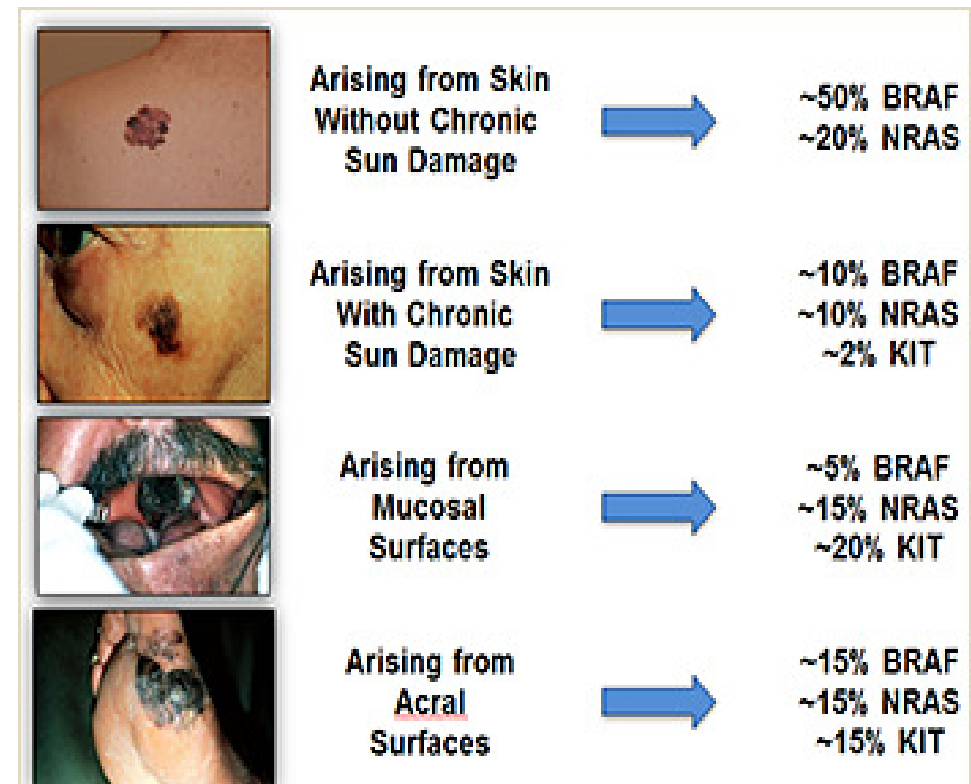 Arising from Skin
Without Chronic
Sun Damage
~50% BRAF
~20% NRAS
Arising from Skin
With Chronic
Sun Damage
~10% BRAF
~10% NRAS
~2% KIT
Arising from
Mucosal
Surfaces
~5% BRAF
~15% NRAS
~20% KIT
Arising from
Acral
Surfaces
~15% BRAF
~15% NRAS
~15% KIT